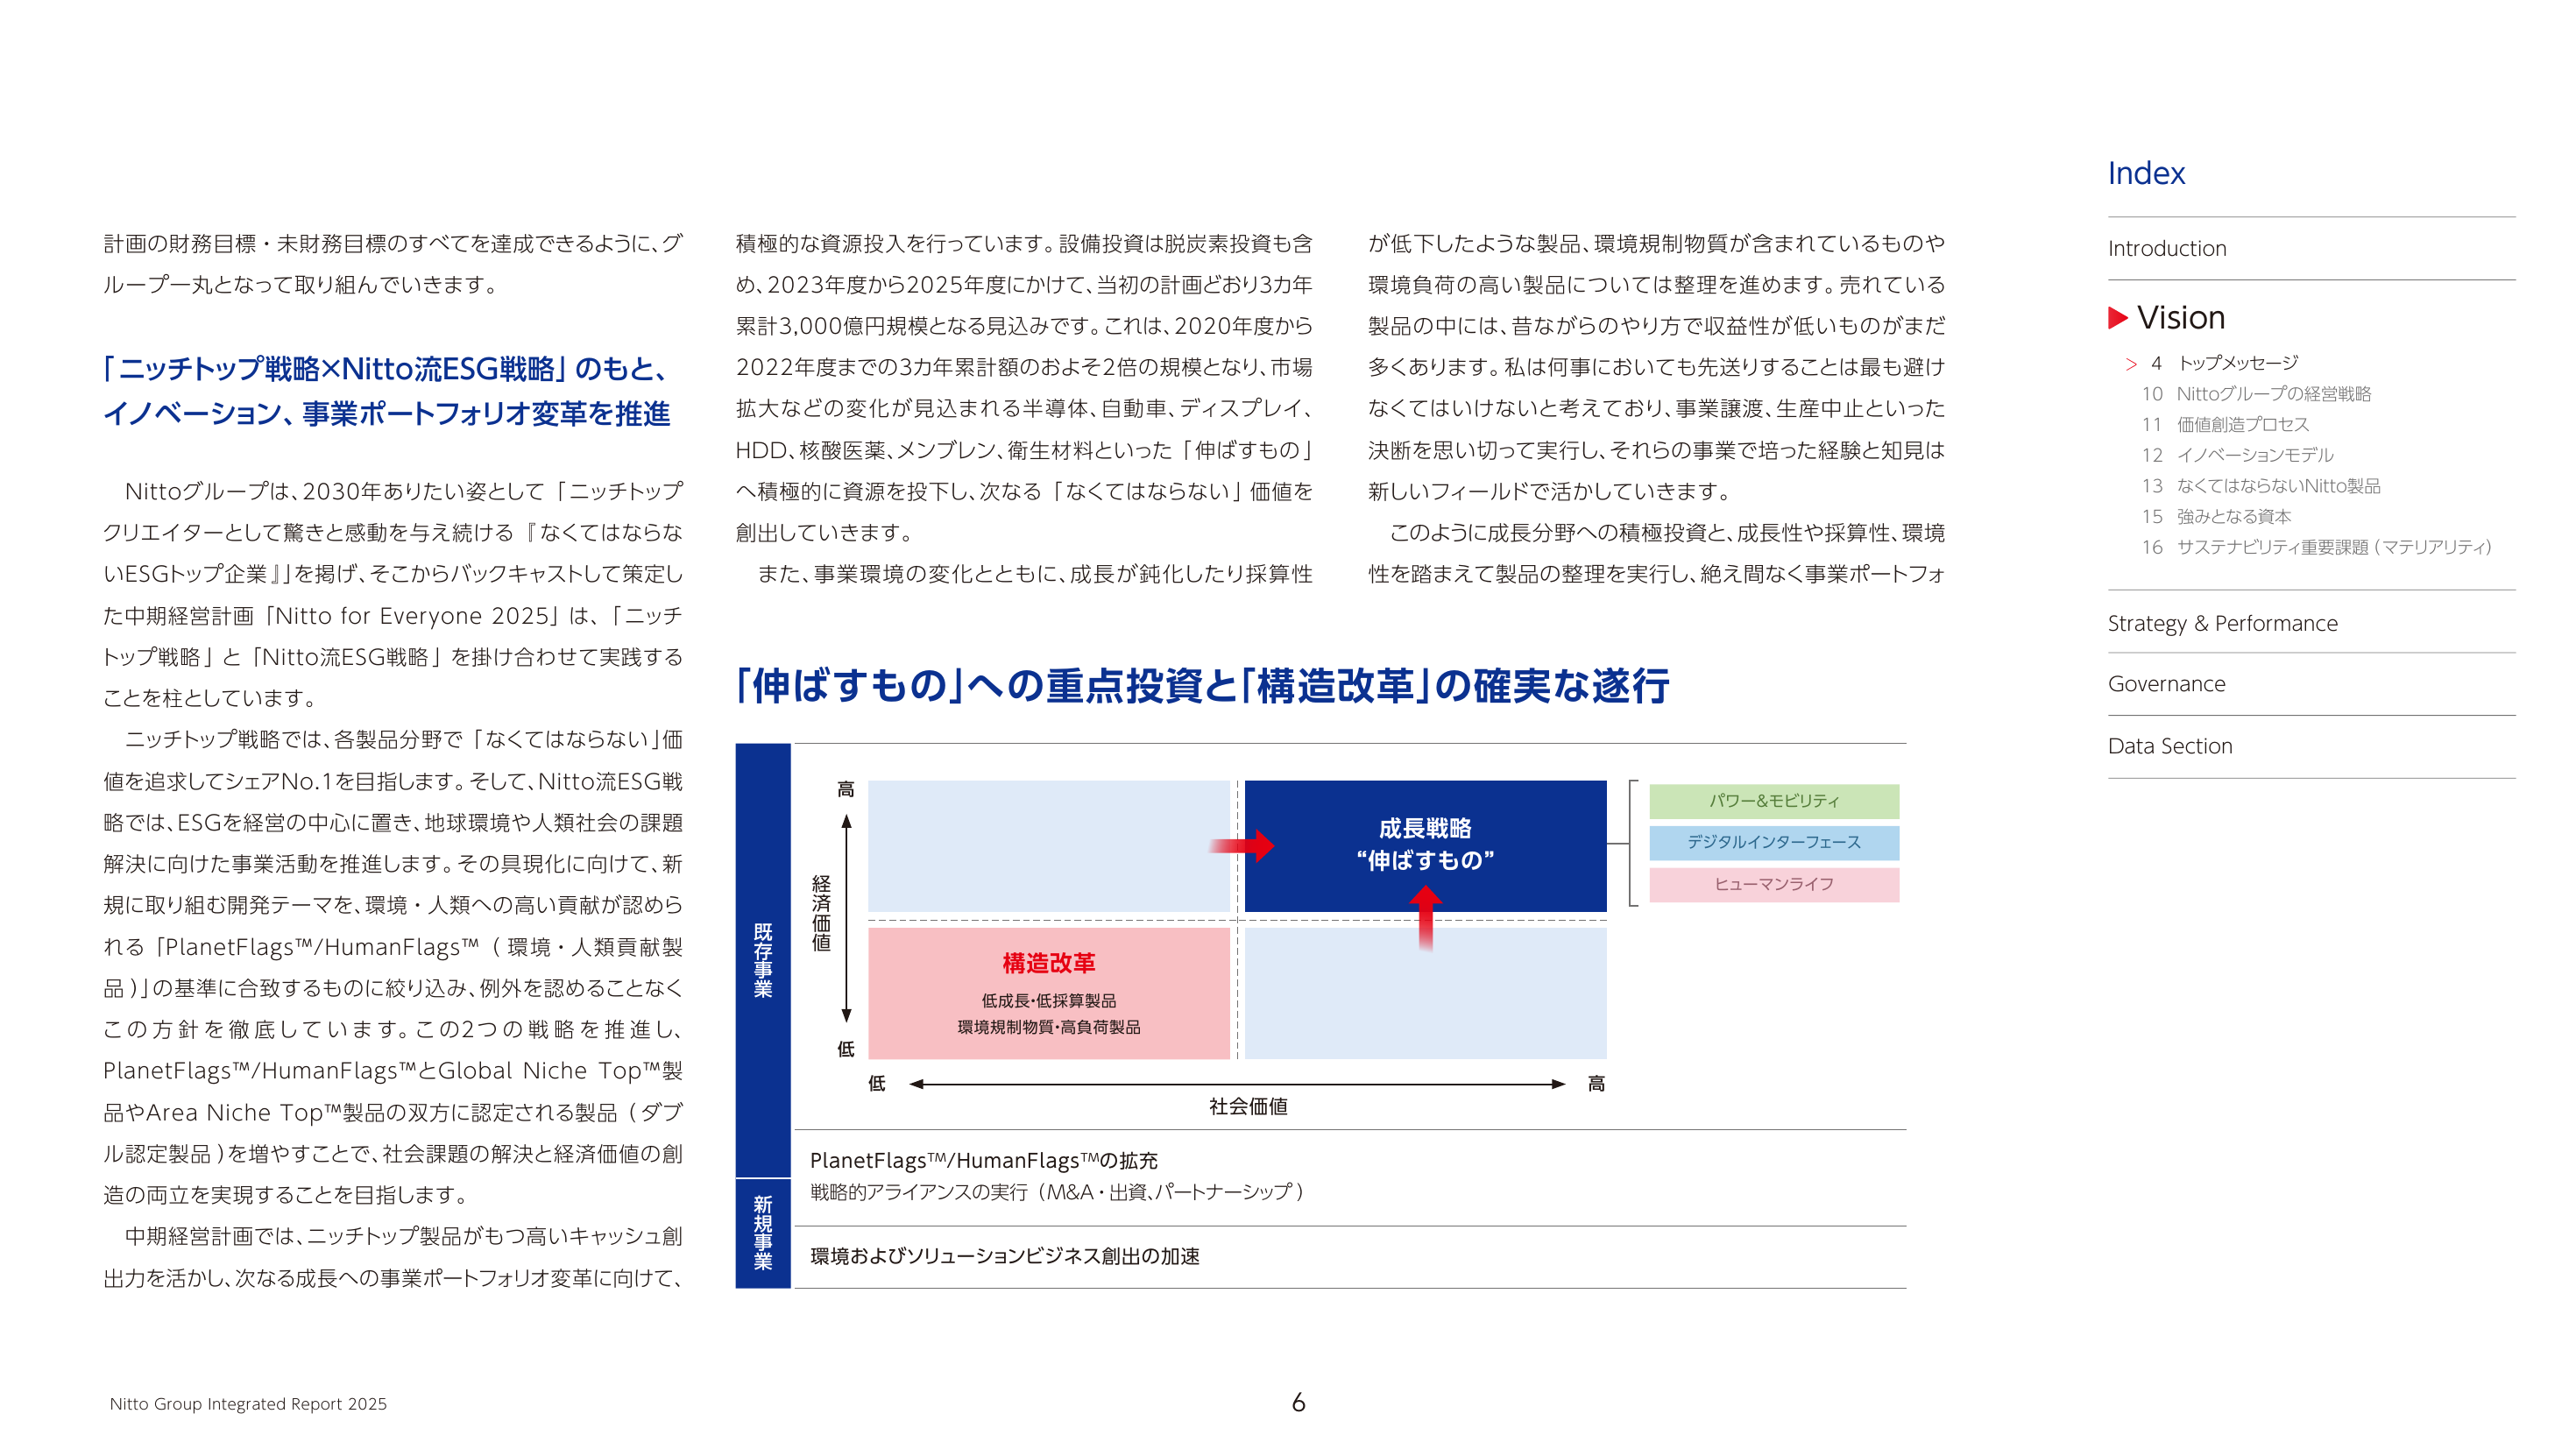 計画の財務目標・未財務目標のすべてを達成できるように、グ
ループ一丸となって取り組んでいきます。
「ニッチトップ戦略×Nitto流ESG戦略」のもと、
イノベーション、事業ポートフォリオ変革を推進
Nittoグループは、2030年ありたい姿として「ニッチトップ
クリエイターとして驚きと感動を与え続ける『なくてはならな
いESGトップ企業』」を掲げ、そこからバックキャストして策定し
た中期経営計画「Nitto for Everyone 2025」は、「ニッチ
トップ戦略」と「Nitto流ESG戦略」を掛け合わせて実践する
ことを柱としています。
ニッチトップ戦略では、各製品分野で「なくてはならない」価
値を追求してシェアNo.1を目指します。そして、Nitto流ESG戦
略では、ESGを経営の中心に置き、地球環境や人類社会の課題
解決に向けた事業活動を推進します。その具現化に向けて、新
規に取り組む開発テーマを、環境・人類への高い貢献が認めら
れる「PlanetFlags™/HumanFlags™（環境・人類貢献製
品）」の基準に合致するものに絞り込み、例外を認めることなく
この方針を徹底しています。この2つの戦略を推進し、
PlanetFlags™/HumanFlags™とGlobal Niche Top™製
品やArea Niche Top™製品の双方に認定される製品（ダブ
ル認定製品）を増やすことで、社会課題の解決と経済価値の創
造の両立を実現することを目指します。
中期経営計画では、ニッチトップ製品がもつ高いキャッシュ創
出力を活かし、次なる成長への事業ポートフォリオ変革に向けて、
積極的な資源投入を行っています。設備投資は脱炭素投資も含
め、2023年度から2025年度にかけて、当初の計画どおり3カ年
累計3,000億円規模となる見込みです。これは、2020年度から
2022年度までの3カ年累計額のおよそ2倍の規模となり、市場
拡大などの変化が見込まれる半導体、自動車、ディスプレイ、
HDD、核酸医薬、メンブレン、衛生材料といった「伸ばすもの」
へ積極的に資源を投下し、次なる「なくてはならない」価値を
創出していきます。
また、事業環境の変化とともに、成長が鈍化したり採算性
が低下したような製品、環境規制物質が含まれているものや
環境負荷の高い製品については整理を進めます。売れている
製品の中には、昔ながらのやり方で収益性が低いものがまだ
多くあります。私は何事においても先送りすることは最も避け
なくてはいけないと考えており、事業譲渡、生産中止といった
決断を思い切って実行し、それらの事業で培った経験と知見は
新しいフィールドで活かしていきます。
このように成長分野への積極投資と、成長性や採算性、環境
性を踏まえて製品の整理を実行し、絶え間なく事業ポートフォ
「伸ばすもの」への重点投資と「構造改革」の確実な遂行
既存事業
経済価値
高
低
成長戦略
“伸ばすもの”
パワー&モビリティ
デジタルインターフェース
ヒューマンライフ
構造改革
低成長・低採算製品
環境規制物質・高負荷製品
低
高
社会価値
PlanetFlags™/HumanFlags™の拡充
戦略的アライアンスの実行（M&A・出資、パートナーシップ）
新規事業
環境およびソリューションビジネス創出の加速
Index
Introduction
Vision
> 4 トップメッセージ
10 Nittoグループの経営戦略
11 価値創造プロセス
12 イノベーションモデル
13 なくてはならないNitto製品
15 強みとなる資本
16 サステナビリティ重要課題（マテリアリティ）
Strategy & Performance
Governance
Data Section
Nitto Group Integrated Report 2025
6